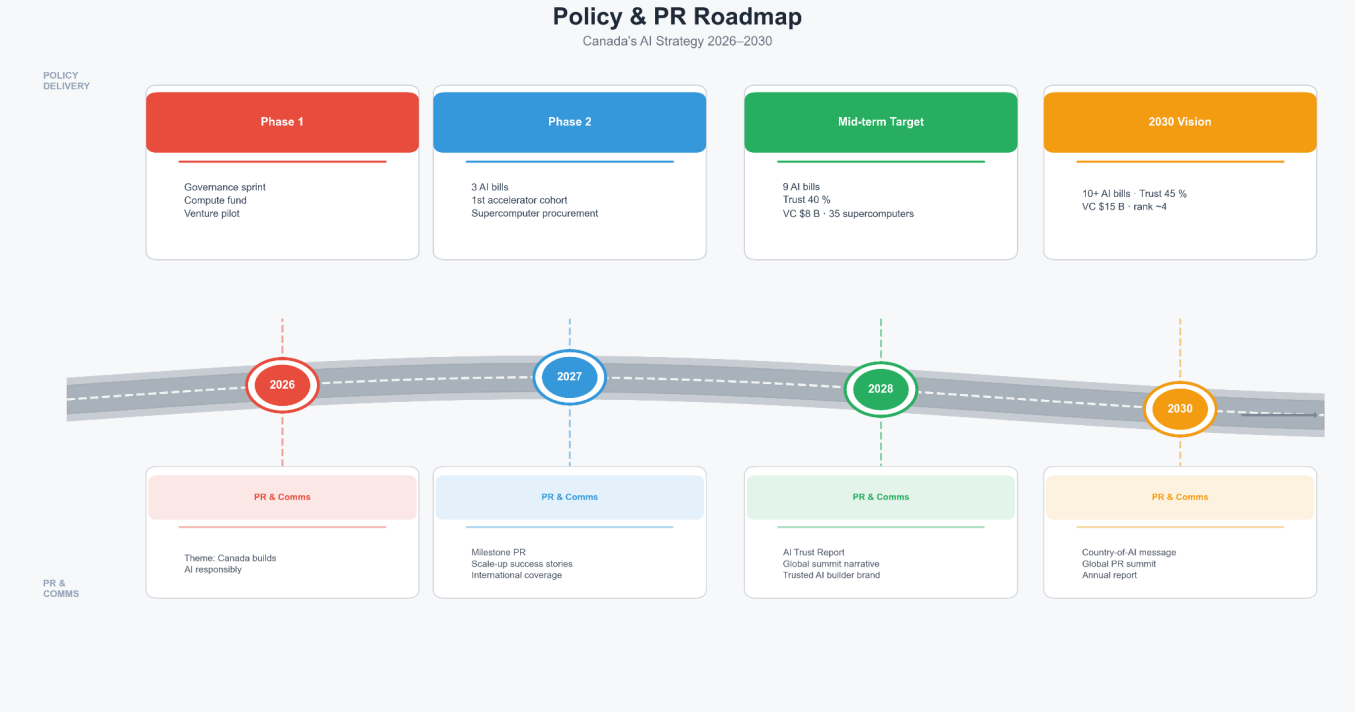 Policy & PR Roadmap
Canada's AI Strategy 2026–2030
POLICY
DELIVERY
Phase 1
Governance sprint
Compute fund
Venture pilot
Phase 2
3 AI bills
1st accelerator cohort
Supercomputer procurement
Mid-term Target
9 AI bills
Trust 40 %
VC $8 B · 35 supercomputers
2030 Vision
10+ AI bills · Trust 45 %
VC $15 B · rank ~4
2026
2027
2028
2030
PR &
COMMS
PR & Comms
Theme: Canada builds
AI responsibly
PR & Comms
Milestone PR
Scale-up success stories
International coverage
PR & Comms
AI Trust Report
Global summit narrative
Trusted AI builder brand
PR & Comms
Country-of-AI message
Global PR summit
Annual report